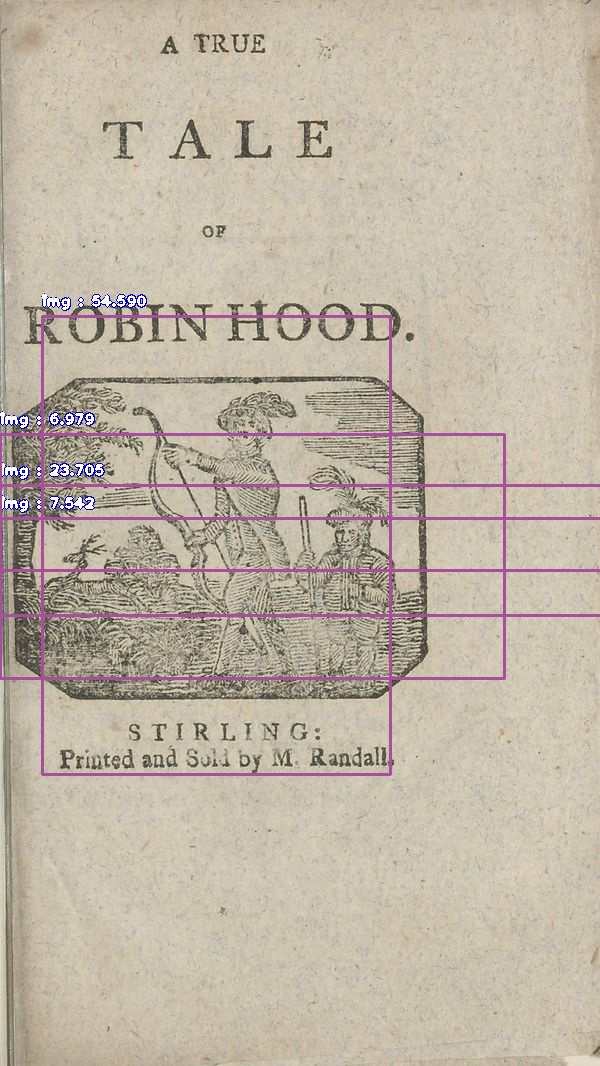 A TRUE
TALE
OF
ROBIN HOOD.
img : 54.590
img : 6.979
img : 23.705
img : 7.542
STIRLING:
Printed and Sold by M. Randall.